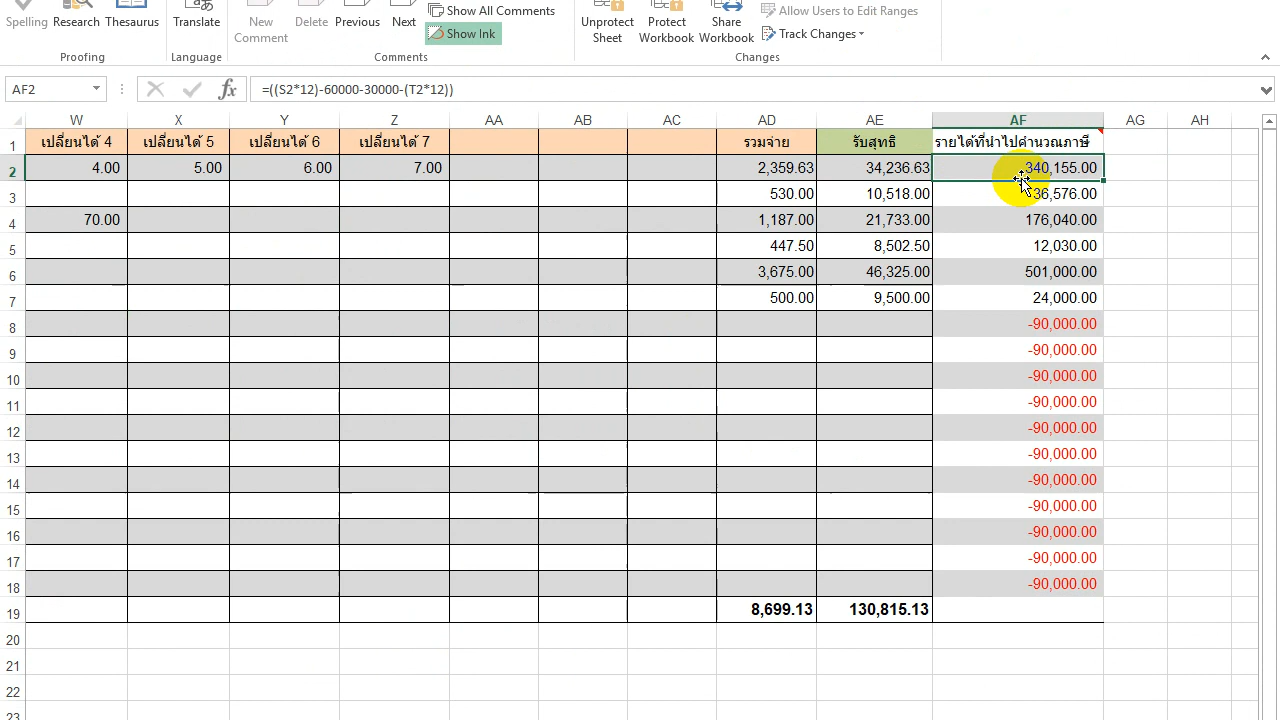 Spelling Research Thesaurus Translate New Comment Delete Previous Next Show All Comments Show Ink Unprotect Sheet Protect Workbook Share Workbook Allow Users to Edit Ranges Track Changes
Proofing Language Comments Changes
AF2 fx =((S2*12)-60000-30000-(T2*12))
W X Y Z AA AB AC AD AE AF AG AH
1 เปลี่ยนได้ 4 เปลี่ยนได้ 5 เปลี่ยนได้ 6 เปลี่ยนได้ 7 รวมจ่าย รับสุทธิ รายได้ที่นำไปคำนวณภาษี
2 4.00 5.00 6.00 7.00 2,359.63 34,236.63 340,155.00
3 530.00 10,518.00 36,576.00
4 70.00 1,187.00 21,733.00 176,040.00
5 447.50 8,502.50 12,030.00
6 3,675.00 46,325.00 501,000.00
7 500.00 9,500.00 24,000.00
8 -90,000.00
9 -90,000.00
10 -90,000.00
11 -90,000.00
12 -90,000.00
13 -90,000.00
14 -90,000.00
15 -90,000.00
16 -90,000.00
17 -90,000.00
18 -90,000.00
19 8,699.13 130,815.13
20
21
22
23